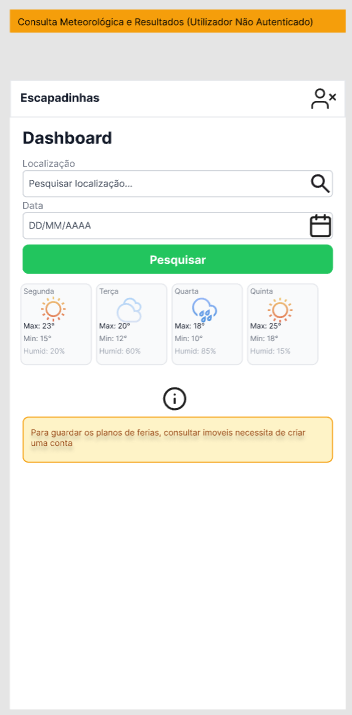 Consulta Meteorológica e Resultados (Utilizador Não Autenticado)
Escapadinhas
Dashboard
Localização
Pesquisar localização...
Data
DD/MM/AAAA
Pesquisar
Segunda
Max: 23°
Min: 15°
Humid: 20%
Terça
Max: 20°
Min: 12°
Humid: 60%
Quarta
Max: 18°
Min: 10°
Humid: 85%
Quinta
Max: 25°
Min: 18°
Humid: 15%
Para guardar os planos de ferias, consultar imoveis necessita de criar
uma conta